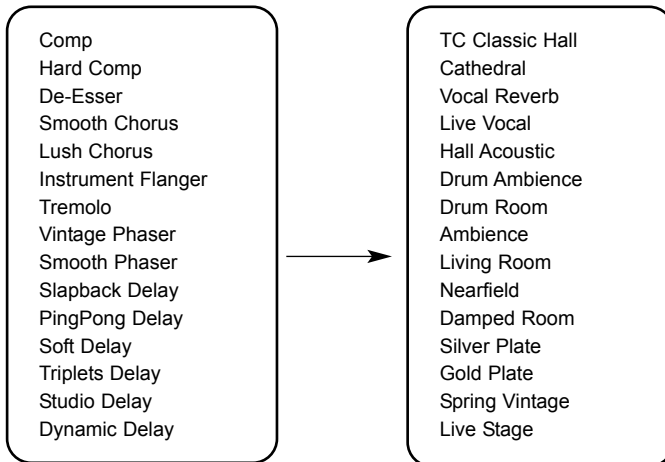 Comp
Hard Comp
De-Esser
Smooth Chorus
Lush Chorus
Instrument Flanger
Tremolo
Vintage Phaser
Smooth Phaser
Slapback Delay
PingPong Delay
Soft Delay
Triplets Delay
Studio Delay
Dynamic Delay
TC Classic Hall
Cathedral
Vocal Reverb
Live Vocal
Hall Acoustic
Drum Ambience
Drum Room
Ambience
Living Room
Nearfield
Damped Room
Silver Plate
Gold Plate
Spring Vintage
Live Stage